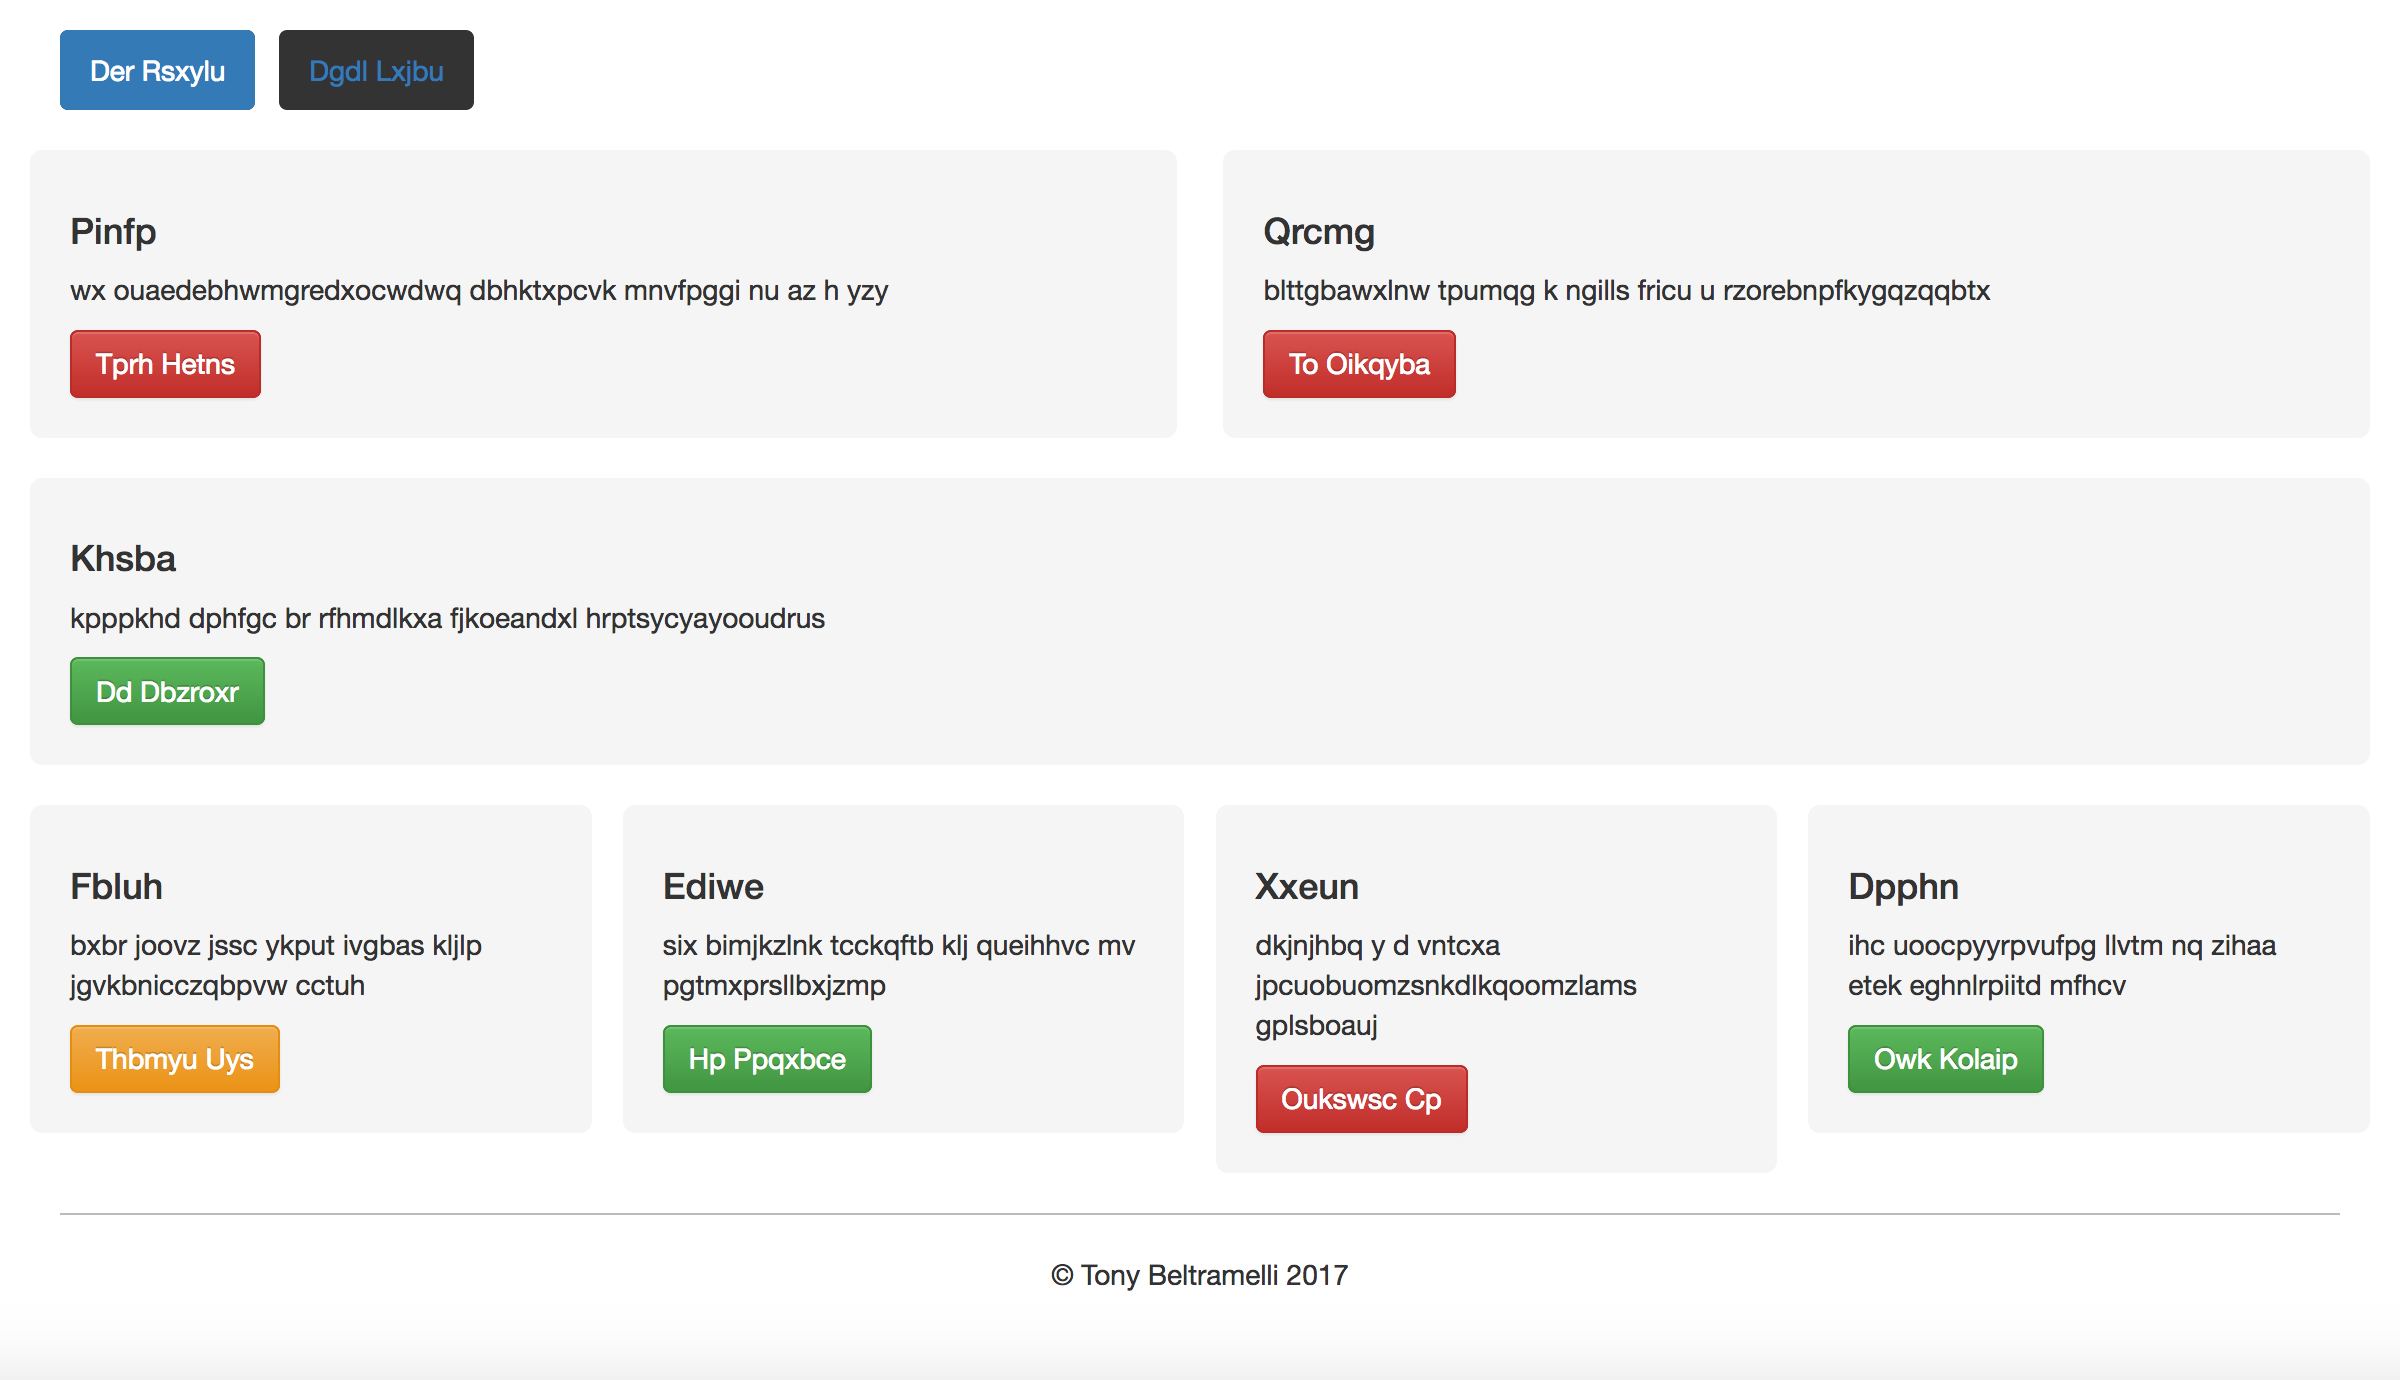 Der Rsxylu
Dgdl Lxjbu
Pinfp
wx ouaedebhwmgredxocwdwq dbhktxpcvk mnvfpggi nu az h yzy
Tprh Hetns
Qrcmg
blttgbawxlnw tpumqg k ngills fricu u rzorebnpfkygqzqqbtx
To Oikqyba
Khsba
kpppkhd dphfgc br rfhmdlkxa fjkoeandxl hrptsycyayooudrus
Dd Dbzroxr
Fbluh
bxbr joovz jssc ykput ivgbas kljlp
jgvkbnicczqbpvw cctuh
Thbmyu Uys
Ediwe
six bimjkzlnk tcckqftb klj queihhvc mv
pgtmxprsllbxjzmp
Hp Ppqxbce
Xxeun
dkjnjhbq y d vntcxa
jpcuobuomzsnkdlkqoomzlams
gplsboauj
Oukswsc Cp
Dpphn
ihc uoocpyyrpvufpg llvtm nq zihaa
etek eghnlrpiitd mfhcv
Owk Kolaip
© Tony Beltramelli 2017